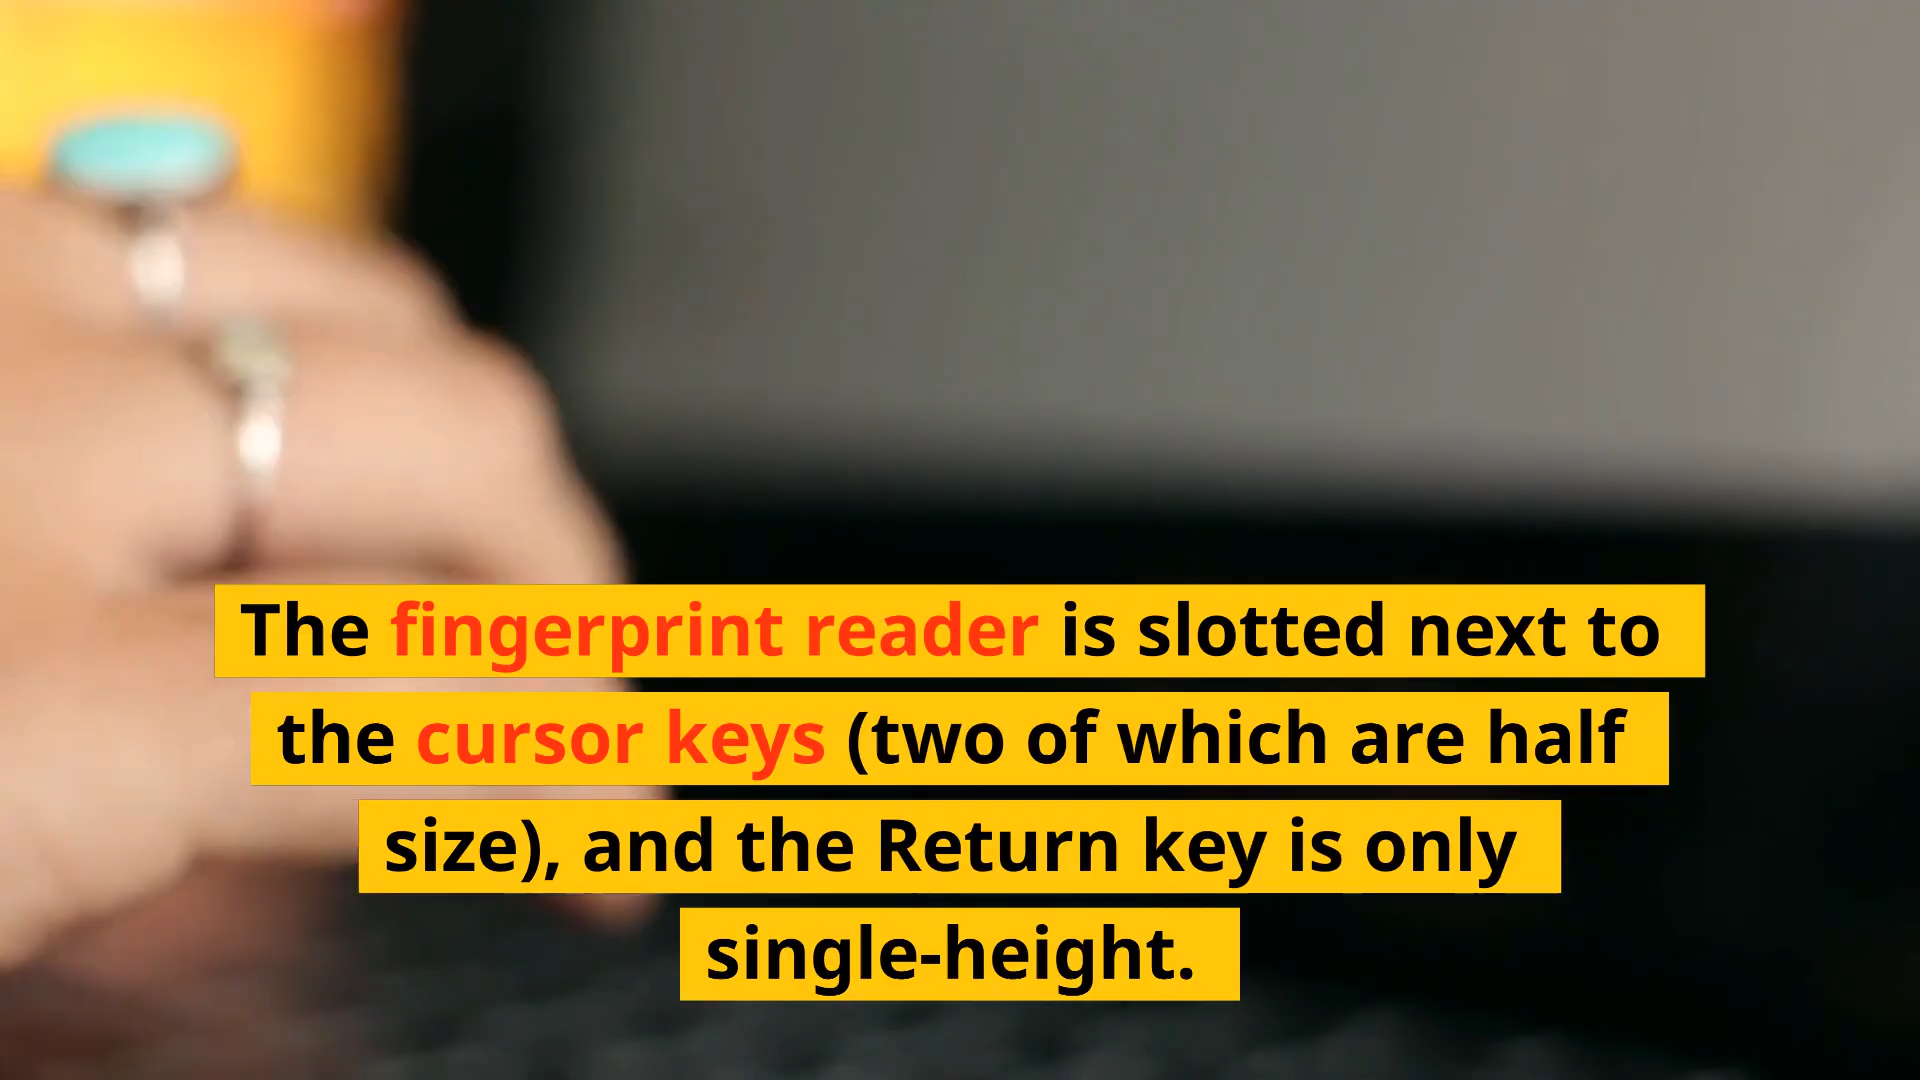 The fingerprint reader is slotted next to
the cursor keys (two of which are half
size), and the Return key is only
single-height.